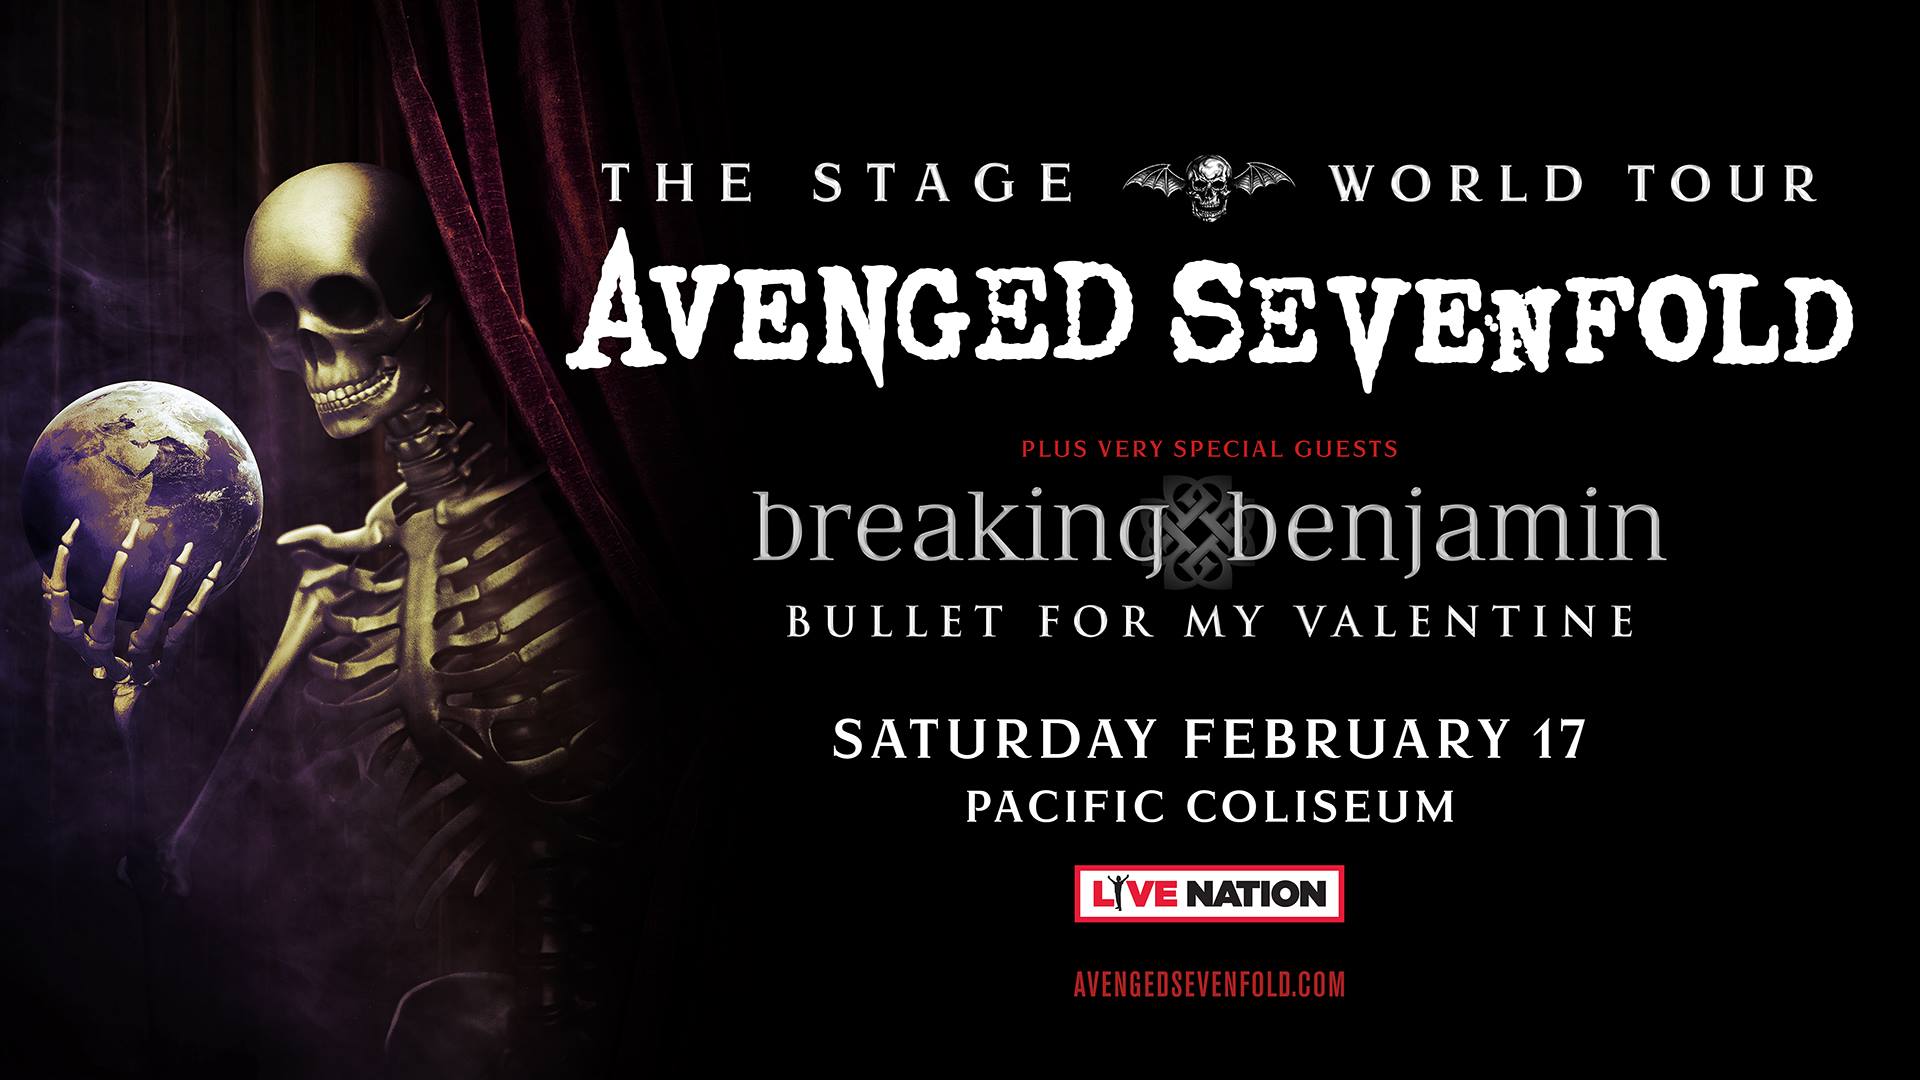 THE STAGE WORLD TOUR
AVENGED SEVENFOLD
PLUS VERY SPECIAL GUESTS
breaking benjamin
BULLET FOR MY VALENTINE
SATURDAY FEBRUARY 17
PACIFIC COLISEUM
LIVE NATION
AVENGEDSEVENFOLD.COM